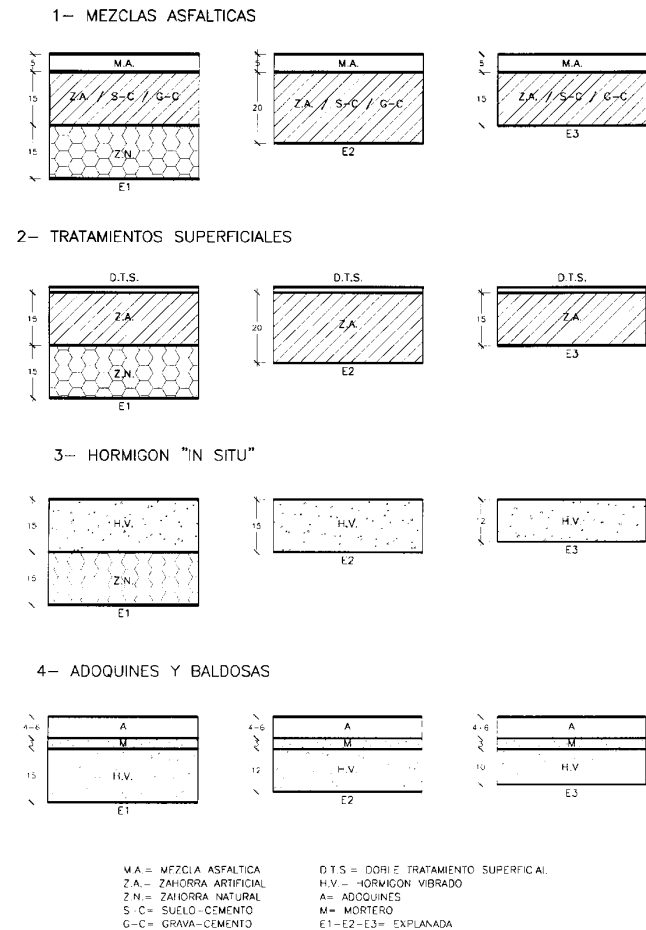 1- MEZCLAS ASFALTICAS
5 M.A. 5 M.A. 5 M.A.
15 Z.A. / S-C / G-C 20 Z.A. / S-C / G-C 15 Z.A. / S-C / G-C
15 Z.N.
E1 E2 E3
2- TRATAMIENTOS SUPERFICIALES
D.T.S. D.T.S. D.T.S.
15 Z.A. 20 Z.A. 15 Z.A.
15 Z.N.
E1 E2 E3
3- HORMIGON "IN SITU"
15 H.V. 15 H.V. 12 H.V.
15 Z.N.
E1 E2 E3
4- ADOQUINES Y BALDOSAS
4-6 A 4-6 A 4-6 A
M M M
15 H.V. 12 H.V. 10 H.V.
E1 E2 E3
M.A.= MEZCLA ASFALTICA D.T.S = DOBLE TRATAMIENTO SUPERFICIAL
Z.A.- ZAHORRA ARTIFICIAL H.V.- HORMIGON VIBRADO
Z.N.= ZAHORRA NATURAL A= ADOQUINES
S-C= SUELO-CEMENTO M= MORTERO
G-C= GRAVA-CEMENTO E1-E2-E3= EXPLANADA